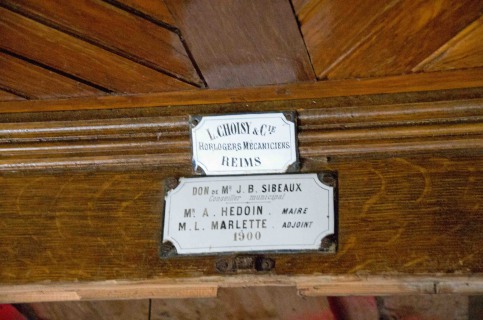 L. CHOISY & Cie
HORLOGERS MÉCANICIENS
REIMS
DON DE Mr J. B. SIBEAUX
Conseiller municipal
Mr A. HEDOIN . MAIRE
M. L. MARLETTE . ADJOINT
1900